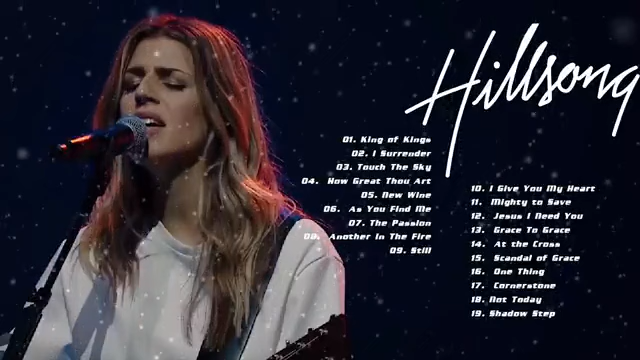 Hillsong
01. King of Kings
02. I Surrender
03. Touch The Sky
04. How Great Thou Art
05. New Wine
06. As You Find Me
07. The Passion
08. Another In The Fire
09. Still
10. I Give You My Heart
11. Mighty to Save
12. Jesus I Need You
13. Grace To Grace
14. At the Cross
15. Scandal of Grace
16. One Thing
17. Cornerstone
18. Not Today
19. Shadow Step